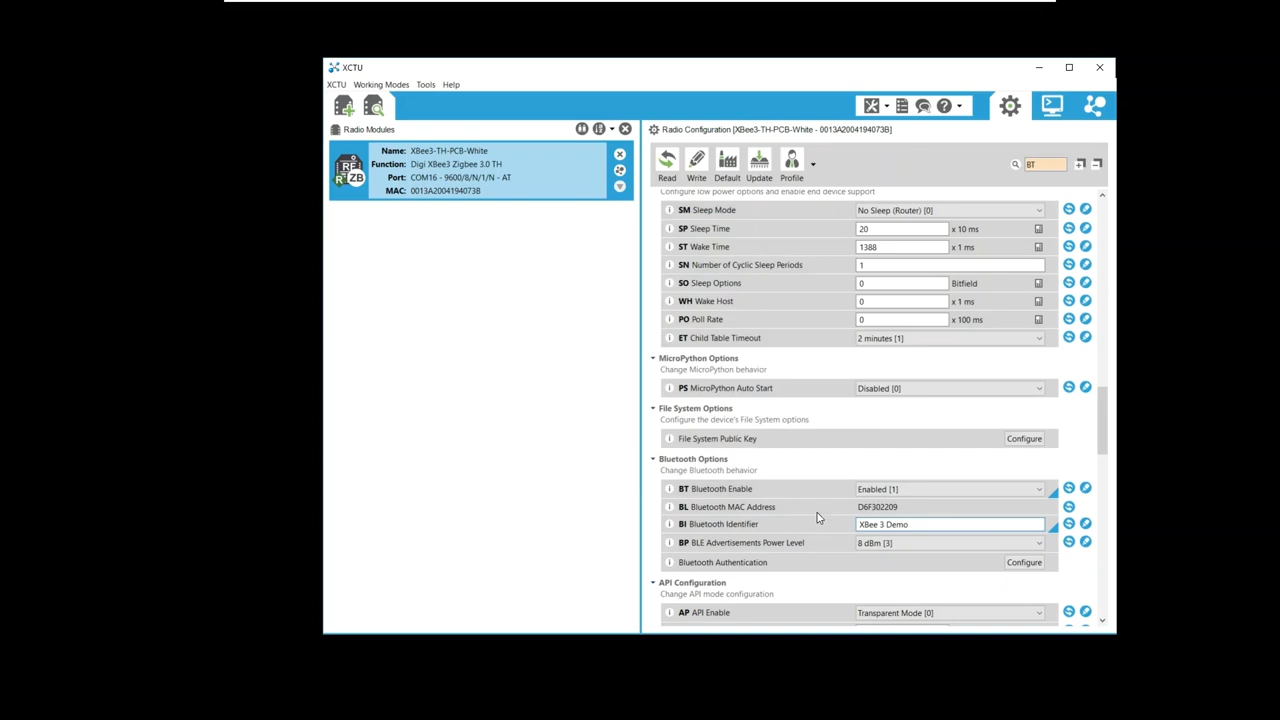 XCTU
XCTU Working Modes Tools Help
Radio Modules
Radio Configuration [XBee3-TH-PCB-White - 0013A2004194073B]
Name: XBee3-TH-PCB-White
Function: Digi XBee3 Zigbee 3.0 TH
Port: COM16 - 9600/8/N/1/N - AT
MAC: 0013A2004194073B
Read Write Default Update Profile
BT
Configure low power options and enable end device support
SM Sleep Mode No Sleep (Router) [0]
SP Sleep Time 20 x 10 ms
ST Wake Time 1388 x 1 ms
SN Number of Cyclic Sleep Periods 1
SO Sleep Options 0 Bitfield
WH Wake Host 0 x 1 ms
PO Poll Rate 0 x 100 ms
ET Child Table Timeout 2 minutes [1]
MicroPython Options
Change MicroPython behavior
PS MicroPython Auto Start Disabled [0]
File System Options
Configure the device's File System options
File System Public Key Configure
Bluetooth Options
Change Bluetooth behavior
BT Bluetooth Enable Enabled [1]
BL Bluetooth MAC Address D6F302209
BI Bluetooth Identifier XBee 3 Demo
BP BLE Advertisements Power Level 8 dBm [3]
Bluetooth Authentication Configure
API Configuration
Change API mode configuration
AP API Enable Transparent Mode [0]